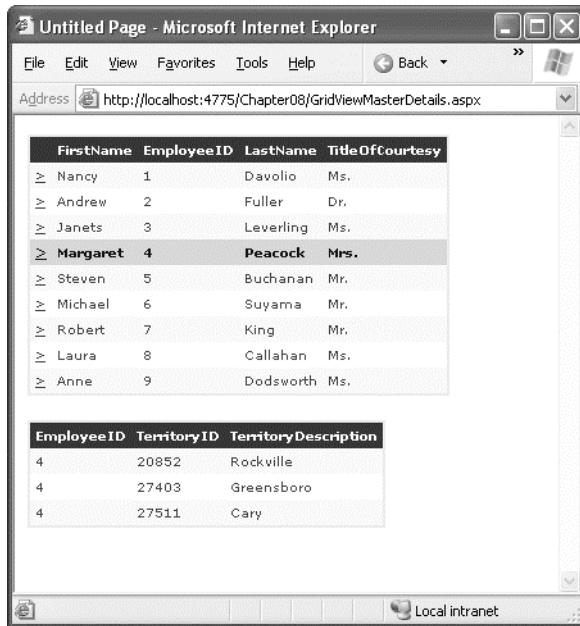 Untitled Page - Microsoft Internet Explorer
File Edit View Favorites Tools Help Back »
Address http://localhost:4775/Chapter08/GridViewMasterDetails.aspx
FirstName EmployeeID LastName TitleOfCourtesy
> Nancy 1 Davolio Ms.
> Andrew 2 Fuller Dr.
> Janets 3 Leverling Ms.
> Margaret 4 Peacock Mrs.
> Steven 5 Buchanan Mr.
> Michael 6 Suyama Mr.
> Robert 7 King Mr.
> Laura 8 Callahan Ms.
> Anne 9 Dodsworth Ms.
EmployeeID TerritoryID TerritoryDescription
4 20852 Rockville
4 27403 Greensboro
4 27511 Cary
Local intranet